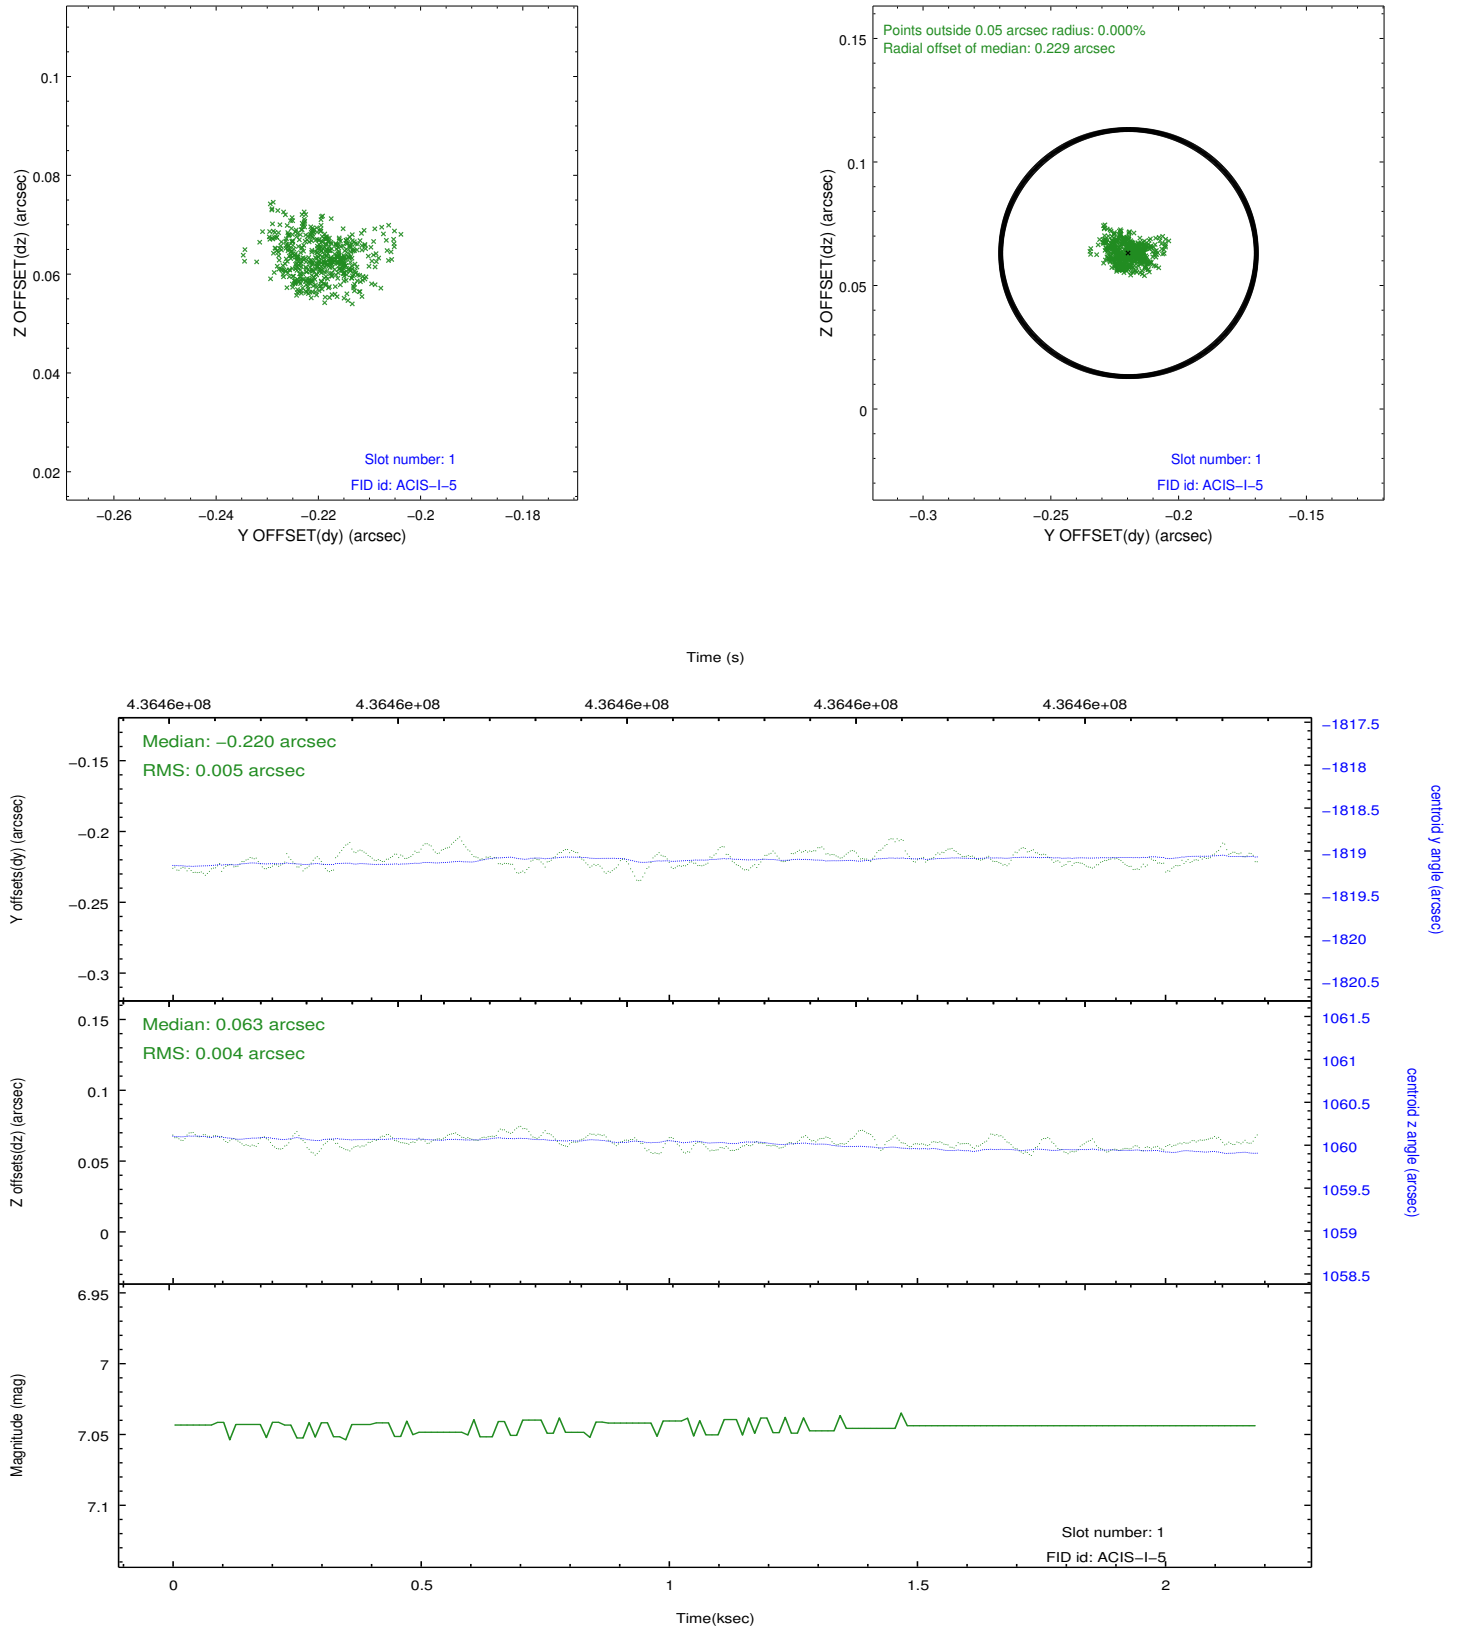 0.1
0.08
0.06
0.04
0.02
Z OFFSET(dz) (arcsec)
Slot number: 1
FID id: ACIS−I−5
−0.26 −0.24 −0.22 −0.2 −0.18
Y OFFSET(dy) (arcsec)
Points outside 0.05 arcsec radius: 0.000%
Radial offset of median: 0.229 arcsec
0.15
0.1
0.05
0
Z OFFSET(dz) (arcsec)
Slot number: 1
FID id: ACIS−I−5
−0.3 −0.25 −0.2 −0.15
Y OFFSET(dy) (arcsec)
Time (s)
4.3646e+08 4.3646e+08 4.3646e+08 4.3646e+08 4.3646e+08
Median: −0.220 arcsec
RMS: 0.005 arcsec
−0.15
−0.2
−0.25
−0.3
Y offsets(dy) (arcsec)
−1817.5
−1818
−1818.5
−1819
−1819.5
−1820
−1820.5
centroid y angle (arcsec)
Median: 0.063 arcsec
RMS: 0.004 arcsec
0.15
0.1
0.05
0
Z offsets(dz) (arcsec)
1061.5
1061
1060.5
1060
1059.5
1059
1058.5
centroid z angle (arcsec)
6.95
7
7.05
7.1
Magnitude (mag)
Slot number: 1
FID id: ACIS−I−5
0 0.5 1 1.5 2
Time(ksec)